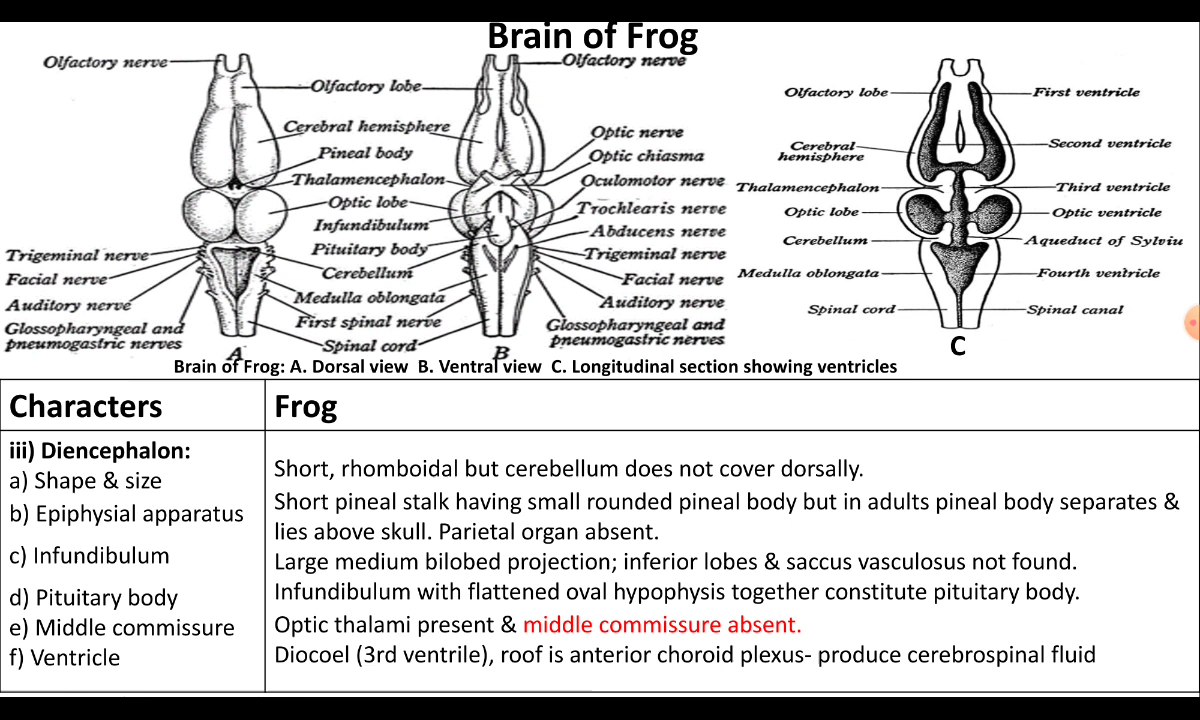 Brain of Frog
Olfactory nerve
Olfactory lobe
Cerebral hemisphere
Pineal body
Thalamencephalon
Optic lobe
Infundibulum
Pituitary body
Cerebellum
Medulla oblongata
First spinal nerve
Spinal cord
Trigeminal nerve
Facial nerve
Auditory nerve
Glossopharyngeal and
pneumogastric nerves
A
Olfactory nerve
Optic nerve
Optic chiasma
Oculomotor nerve
Trochlearis nerve
Abducens nerve
Trigeminal nerve
Facial nerve
Auditory nerve
Glossopharyngeal and
pneumogastric nerves
B
Olfactory lobe
Cerebral
hemisphere
Thalamencephalon
Optic lobe
Cerebellum
Medulla oblongata
Spinal cord
First ventricle
Second ventricle
Third ventricle
Optic ventricle
Aqueduct of Sylviu
Fourth ventricle
Spinal canal
C
Brain of Frog: A. Dorsal view B. Ventral view C. Longitudinal section showing ventricles
Characters
Frog
iii) Diencephalon:
a) Shape & size
Short, rhomboidal but cerebellum does not cover dorsally.
b) Epiphysial apparatus
Short pineal stalk having small rounded pineal body but in adults pineal body separates &
lies above skull. Parietal organ absent.
c) Infundibulum
Large medium bilobed projection; inferior lobes & saccus vasculosus not found.
d) Pituitary body
Infundibulum with flattened oval hypophysis together constitute pituitary body.
e) Middle commissure
Optic thalami present & middle commissure absent.
f) Ventricle
Diocoel (3rd ventrile), roof is anterior choroid plexus- produce cerebrospinal fluid